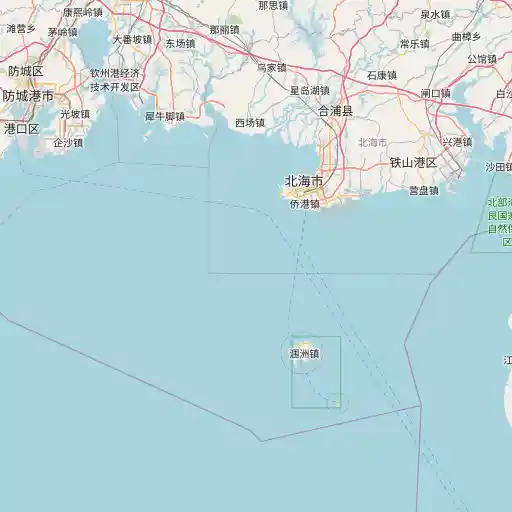 那思镇
泉水镇
滩营乡
康熙岭镇
茅岭镇
大番坡镇
东场镇
那丽镇
常乐镇
曲樟乡
公馆镇
防城区
钦州港经济
技术开发区
乌家镇
石康镇
防城港市
星岛湖镇
闸口镇
白沙
光坡镇
犀牛脚镇
西场镇
合浦县
港口区
企沙镇
北海市
兴港镇
铁山港区
沙田镇
北海市
营盘镇
侨港镇
北部湾
自然保
区
涠洲镇
江